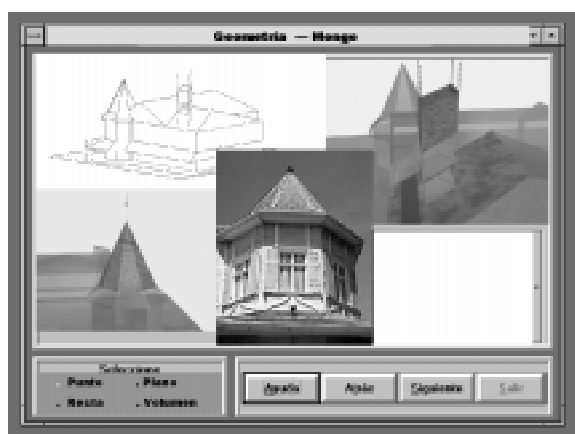 Geometria — Monge
Seleccione
. Punto . Plano
. Recta . Volumen
Ayuda Atrás Siguiente Salir